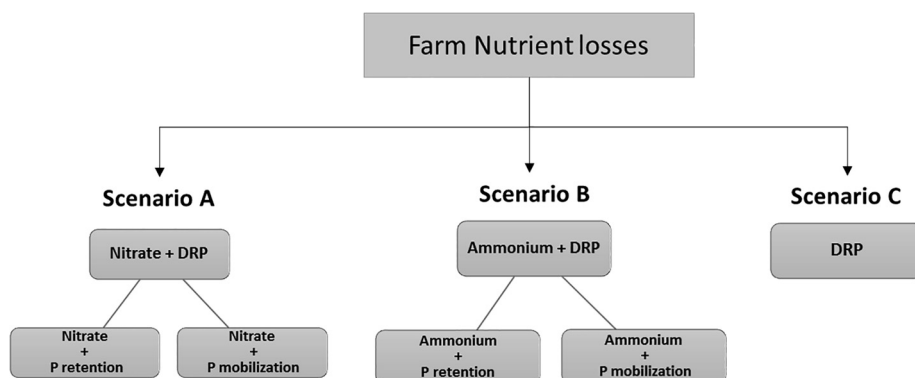 Farm Nutrient losses
Scenario A
Scenario B
Scenario C
Nitrate + DRP
Ammonium + DRP
DRP
Nitrate
+
P retention
Nitrate
+
P mobilization
Ammonium
+
P retention
Ammonium
+
P mobilization